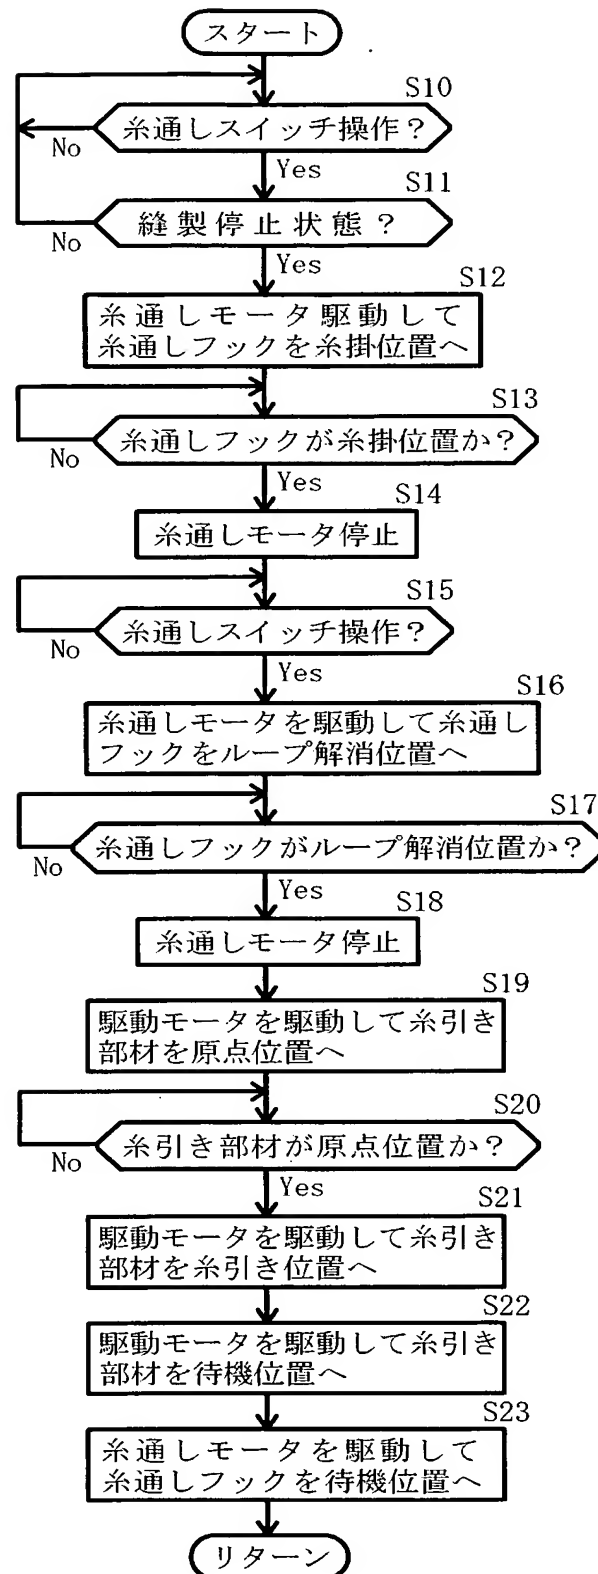 スタート
S10
糸通しスイッチ操作?
No
Yes
S11
縫製停止状態?
No
Yes
S12
糸通しモータ駆動して
糸通しフックを糸掛位置へ
S13
糸通しフックが糸掛位置か?
No
Yes
S14
糸通しモータ停止
S15
糸通しスイッチ操作?
No
Yes
S16
糸通しモータを駆動して糸通し
フックをループ解消位置へ
S17
糸通しフックがループ解消位置か?
No
Yes
S18
糸通しモータ停止
S19
駆動モータを駆動して糸引き
部材を原点位置へ
S20
糸引き部材が原点位置か?
No
Yes
S21
駆動モータを駆動して糸引き
部材を糸引き位置へ
S22
駆動モータを駆動して糸引き
部材を待機位置へ
S23
糸通しモータを駆動して
糸通しフックを待機位置へ
リターン